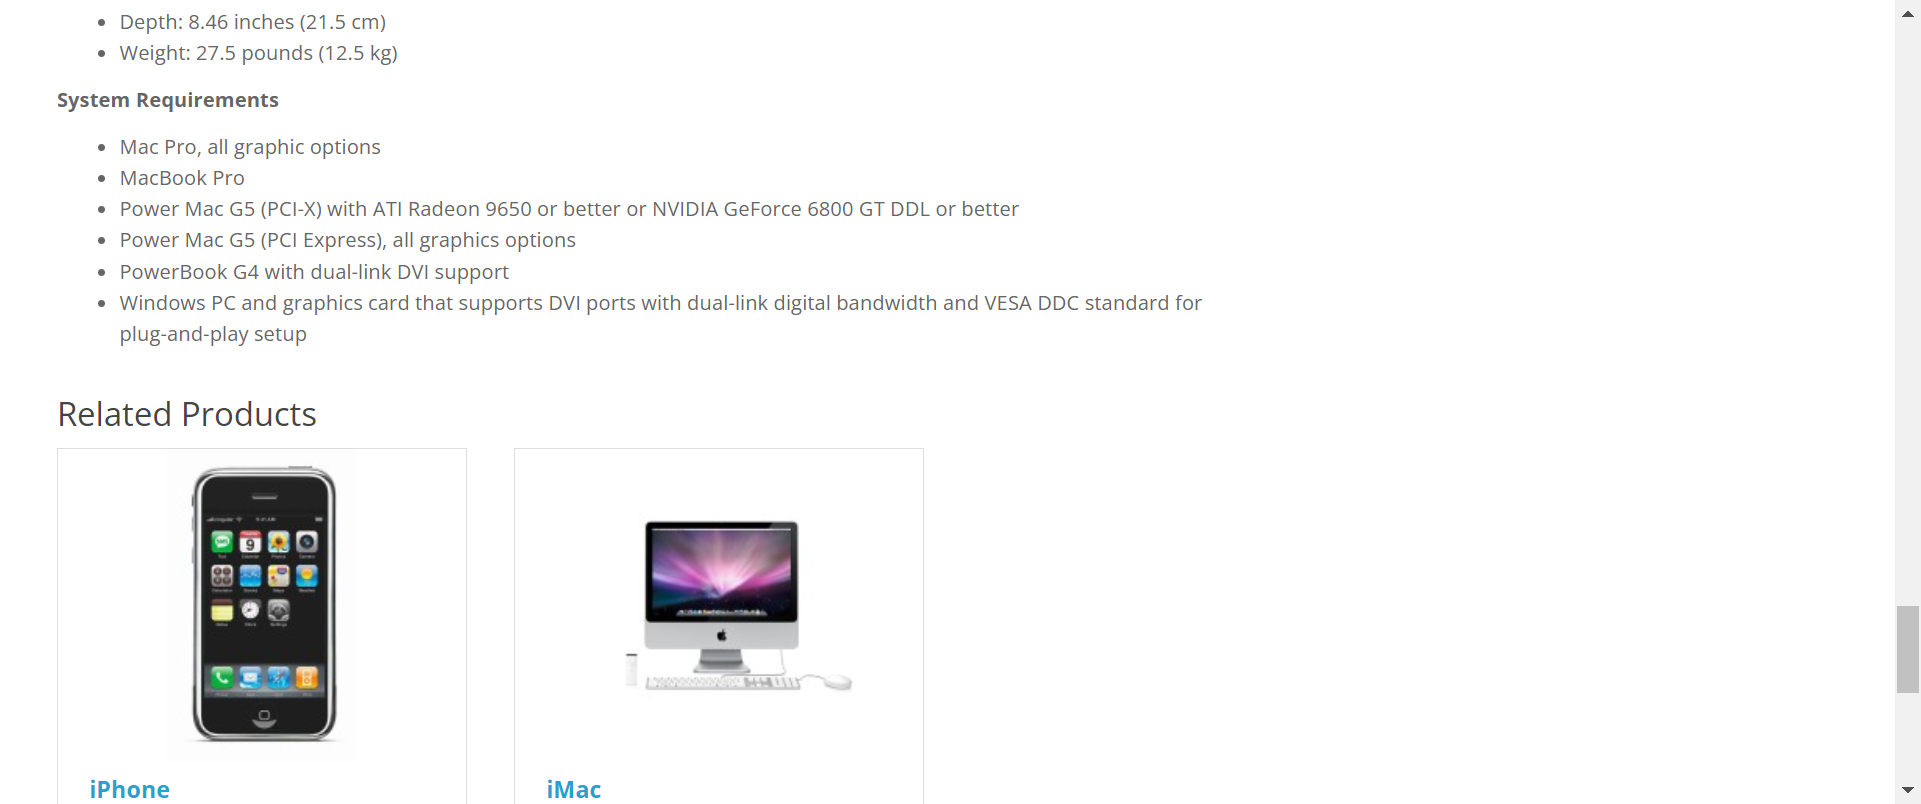 Depth: 8.46 inches (21.5 cm)
Weight: 27.5 pounds (12.5 kg)
System Requirements
Mac Pro, all graphic options
MacBook Pro
Power Mac G5 (PCI-X) with ATI Radeon 9650 or better or NVIDIA GeForce 6800 GT DDL or better
Power Mac G5 (PCI Express), all graphics options
PowerBook G4 with dual-link DVI support
Windows PC and graphics card that supports DVI ports with dual-link digital bandwidth and VESA DDC standard for
plug-and-play setup
Related Products
9
iPhone
iMac